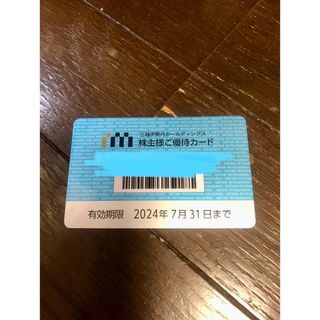 三越伊勢丹ホールディングス
株主様ご優待カード
有効期限 2024年7月31日まで